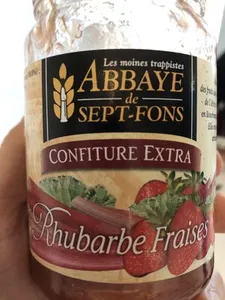 Les moines trappistes
ABBAYE
de
SEPT-FONS
CONFITURE EXTRA
Rhubarbe Fraises